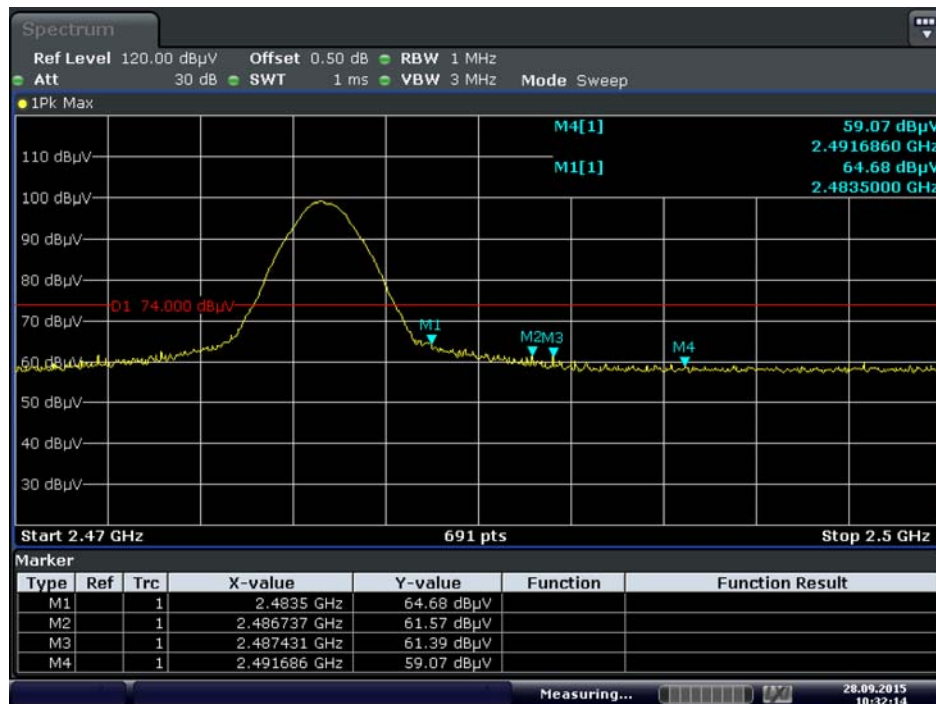 Spectrum
Ref Level 120.00 dBµV Offset 0.50 dB RBW 1 MHz
Att 30 dB SWT 1 ms VBW 3 MHz Mode Sweep
1Pk Max
M4[1] 59.07 dBµV
2.4916860 GHz
110 dBµV
M1[1] 64.68 dBµV
2.4835000 GHz
100 dBµV
90 dBµV
80 dBµV
D1 74.000 dBµV
70 dBµV
M1
M2 M3
M4
60 dBµV
50 dBµV
40 dBµV
30 dBµV
Start 2.47 GHz 691 pts Stop 2.5 GHz
Marker
Type Ref Trc X-value Y-value Function Function Result
M1 1 2.4835 GHz 64.68 dBµV
M2 1 2.486737 GHz 61.57 dBµV
M3 1 2.487431 GHz 61.39 dBµV
M4 1 2.491686 GHz 59.07 dBµV
Measuring... 28.09.2015
10:32:14